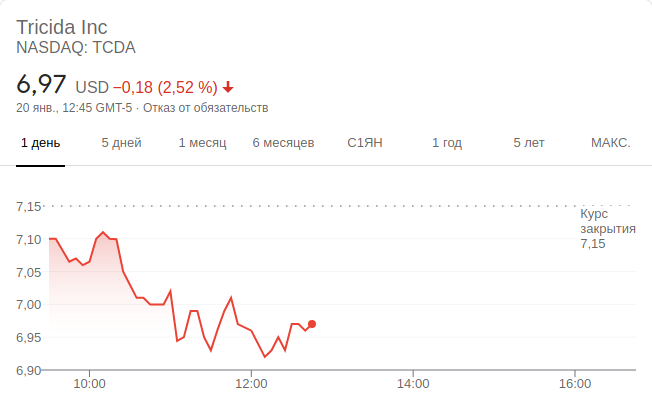 Tricida Inc
NASDAQ: TCDA
6,97 USD −0,18 (2,52 %)
20 янв., 12:45 GMT-5 · Отказ от обязательств
1 день 5 дней 1 месяц 6 месяцев С1ЯН 1 год 5 лет МАКС.
7,15
Курс
закрытия
7,15
7,10
7,05
7,00
6,95
6,90
10:00 12:00 14:00 16:00